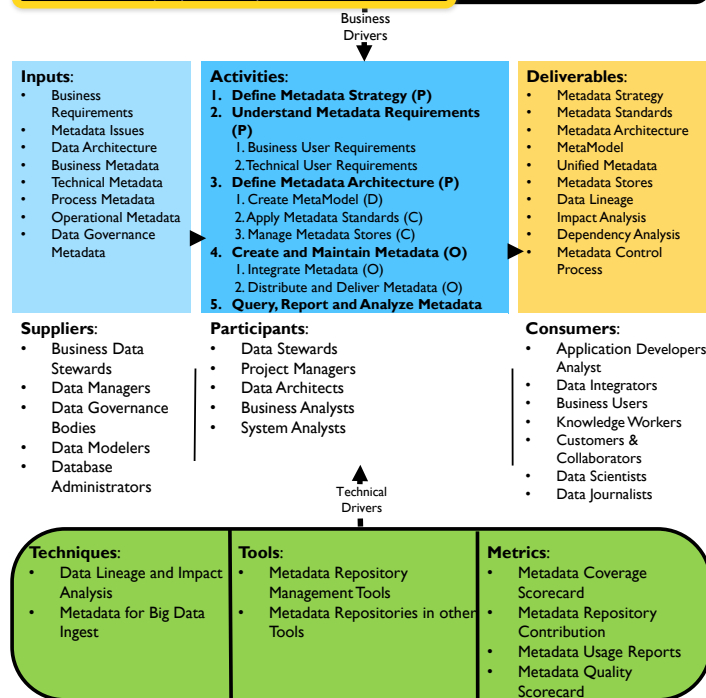 Business
Drivers
Inputs:
• Business
Requirements
• Metadata Issues
• Data Architecture
• Business Metadata
• Technical Metadata
• Process Metadata
• Operational Metadata
• Data Governance
Metadata
Activities:
1. Define Metadata Strategy (P)
2. Understand Metadata Requirements
(P)
1. Business User Requirements
2. Technical User Requirements
3. Define Metadata Architecture (P)
1. Create MetaModel (D)
2. Apply Metadata Standards (C)
3. Manage Metadata Stores (C)
4. Create and Maintain Metadata (O)
1. Integrate Metadata (O)
2. Distribute and Deliver Metadata (O)
5. Query, Report and Analyze Metadata
Deliverables:
• Metadata Strategy
• Metadata Standards
• Metadata Architecture
• MetaModel
• Unified Metadata
• Metadata Stores
• Data Lineage
• Impact Analysis
• Dependency Analysis
• Metadata Control
Process
Suppliers:
• Business Data
Stewards
• Data Managers
• Data Governance
Bodies
• Data Modelers
• Database
Administrators
Participants:
• Data Stewards
• Project Managers
• Data Architects
• Business Analysts
• System Analysts
Consumers:
• Application Developers
Analyst
• Data Integrators
• Business Users
• Knowledge Workers
• Customers &
Collaborators
• Data Scientists
• Data Journalists
Technical
Drivers
Techniques:
• Data Lineage and Impact
Analysis
• Metadata for Big Data
Ingest
Tools:
• Metadata Repository
Management Tools
• Metadata Repositories in other
Tools
Metrics:
• Metadata Coverage
Scorecard
• Metadata Repository
Contribution
• Metadata Usage Reports
• Metadata Quality
Scorecard